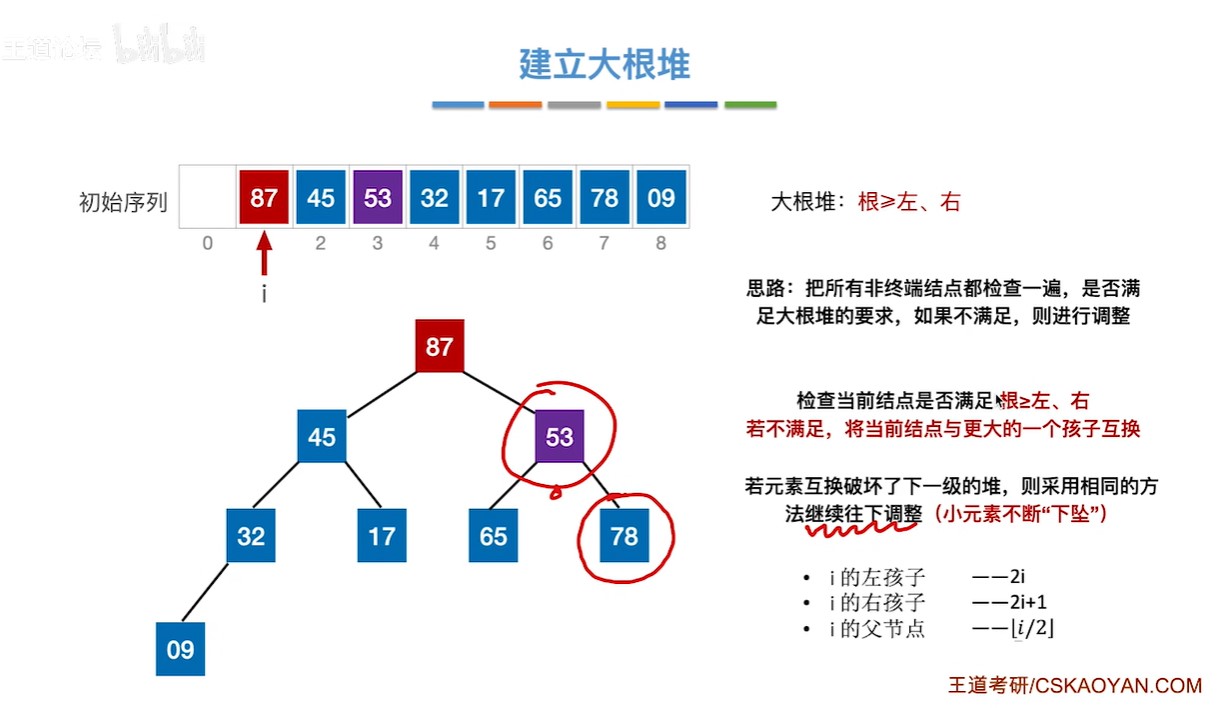 王道论坛 bilibili
建立大根堆
初始序列 87 45 53 32 17 65 78 09
0 2 3 4 5 6 7 8
i
大根堆：根≥左、右
思路：把所有非终端结点都检查一遍，是否满
足大根堆的要求，如果不满足，则进行调整
87
45 53
32 17 65 78
09
检查当前结点是否满足 根≥左、右
若不满足，将当前结点与更大的一个孩子互换
若元素互换破坏了下一级的堆，则采用相同的方
法继续往下调整（小元素不断“下坠”）
• i 的左孩子 ——2i
• i 的右孩子 ——2i+1
• i 的父节点 ——⌊i/2⌋
王道考研/CSKAOYAN.COM